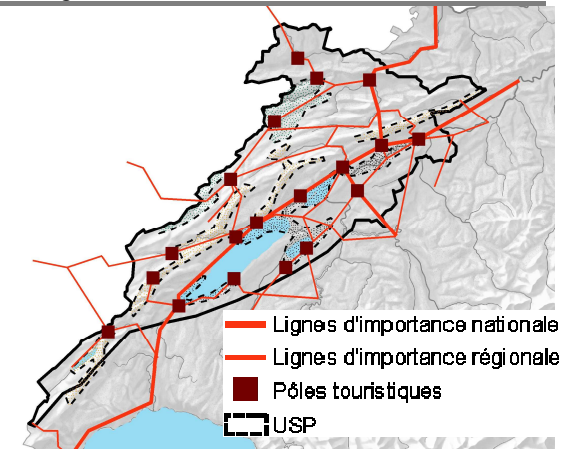 Lignes d'importance nationale
Lignes d'importance régionale
Pôles touristiques
USP